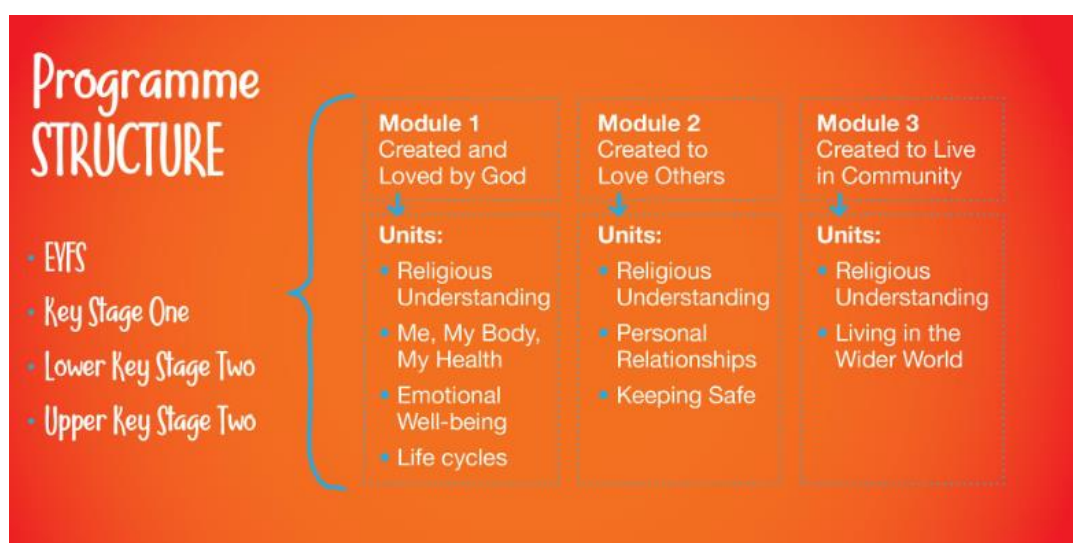 Programme
STRUCTURE
EYFS
Key Stage One
Lower Key Stage Two
Upper Key Stage Two
Module 1
Created and
Loved by God
Units:
Religious
Understanding
Me, My Body,
My Health
Emotional
Well-being
Life cycles
Module 2
Created to
Love Others
Units:
Religious
Understanding
Personal
Relationships
Keeping Safe
Module 3
Created to Live
in Community
Units:
Religious
Understanding
Living in the
Wider World